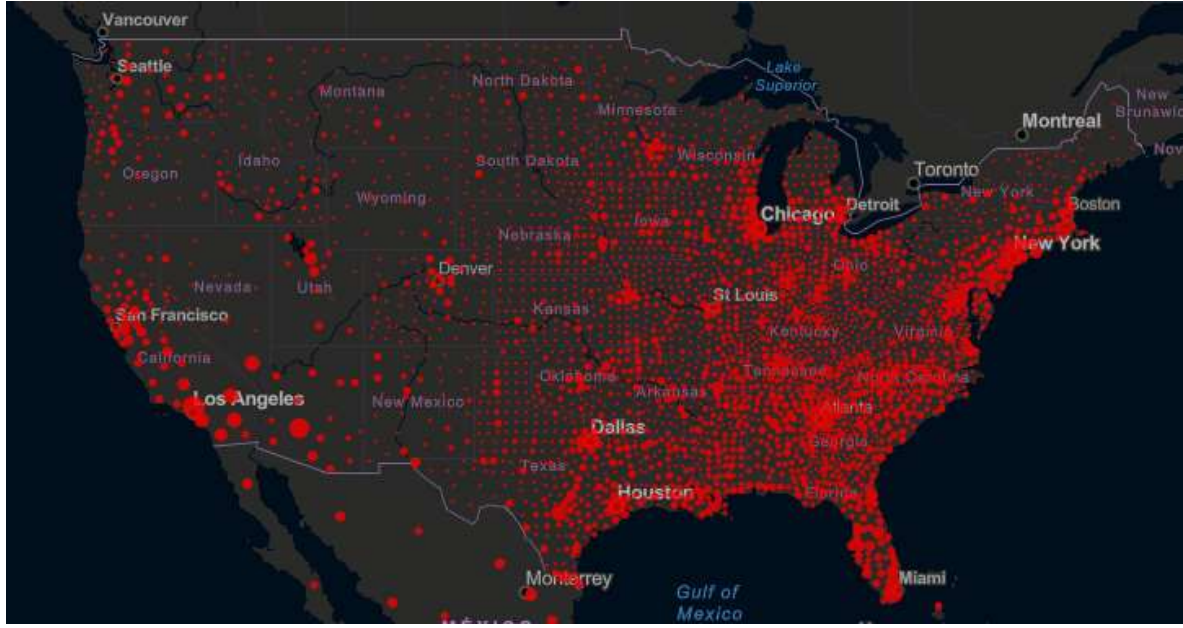 Vancouver
Seattle
Lake
Superior
North Dakota
Montana
Minnesota
New
Brunswick
Montreal
Wisconsin
South Dakota
Idaho
Oregon
Toronto
New York
Wyoming
Detroit
Boston
Chicago
Iowa
Nebraska
New York
Ohio
Denver
Nevada
Utah
St Louis
Kansas
San Francisco
Kentucky
Virginia
California
Tennessee
North Carolina
Oklahoma
Arkansas
Los Angeles
New Mexico
Atlanta
Dallas
Georgia
Texas
Houston
Florida
Monterrey
Miami
Gulf of
Mexico
MÉXICO